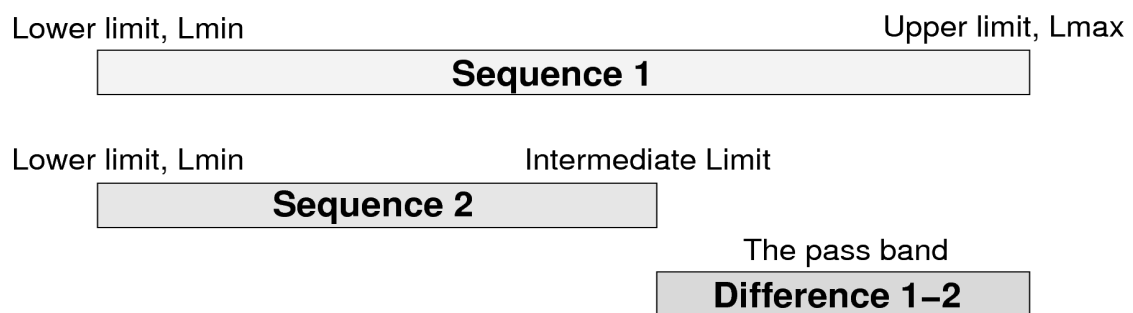 Lower limit, Lmin Upper limit, Lmax
Sequence 1
Lower limit, Lmin Intermediate Limit
Sequence 2
The pass band
Difference 1–2